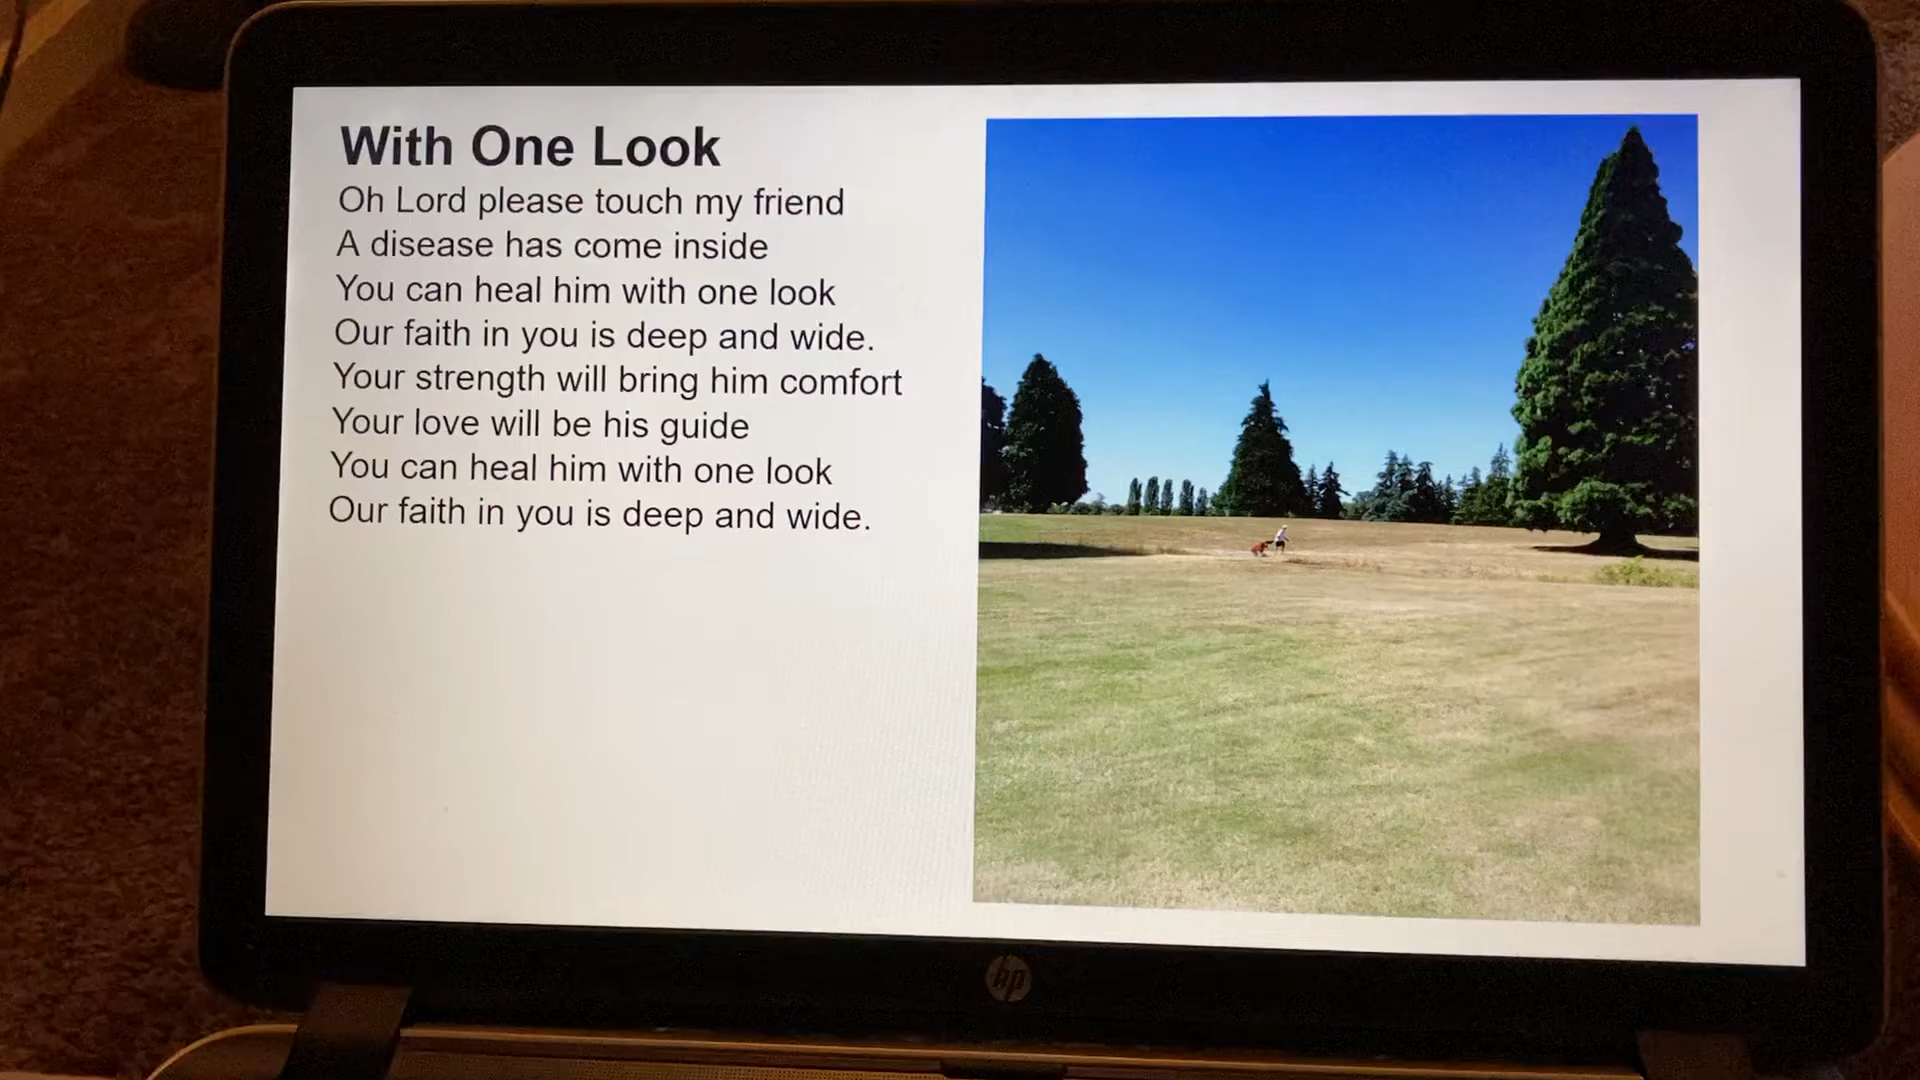 With One Look
Oh Lord please touch my friend
A disease has come inside
You can heal him with one look
Our faith in you is deep and wide.
Your strength will bring him comfort
Your love will be his guide
You can heal him with one look
Our faith in you is deep and wide.
hp